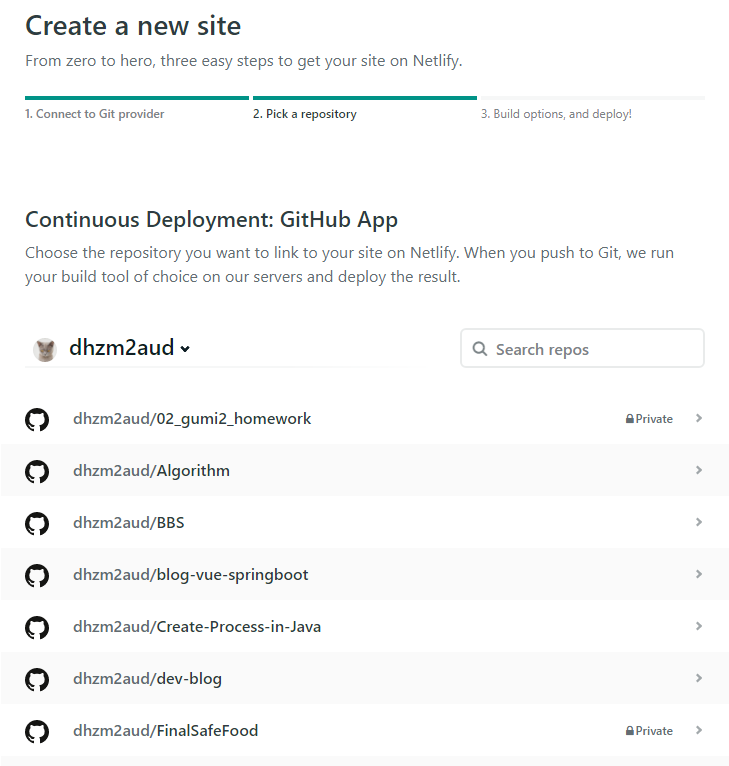 Create a new site
From zero to hero, three easy steps to get your site on Netlify.
1. Connect to Git provider
2. Pick a repository
3. Build options, and deploy!
Continuous Deployment: GitHub App
Choose the repository you want to link to your site on Netlify. When you push to Git, we run
your build tool of choice on our servers and deploy the result.
dhzm2aud
Search repos
dhzm2aud/02_gumi2_homework Private
dhzm2aud/Algorithm
dhzm2aud/BBS
dhzm2aud/blog-vue-springboot
dhzm2aud/Create-Process-in-Java
dhzm2aud/dev-blog
dhzm2aud/FinalSafeFood Private